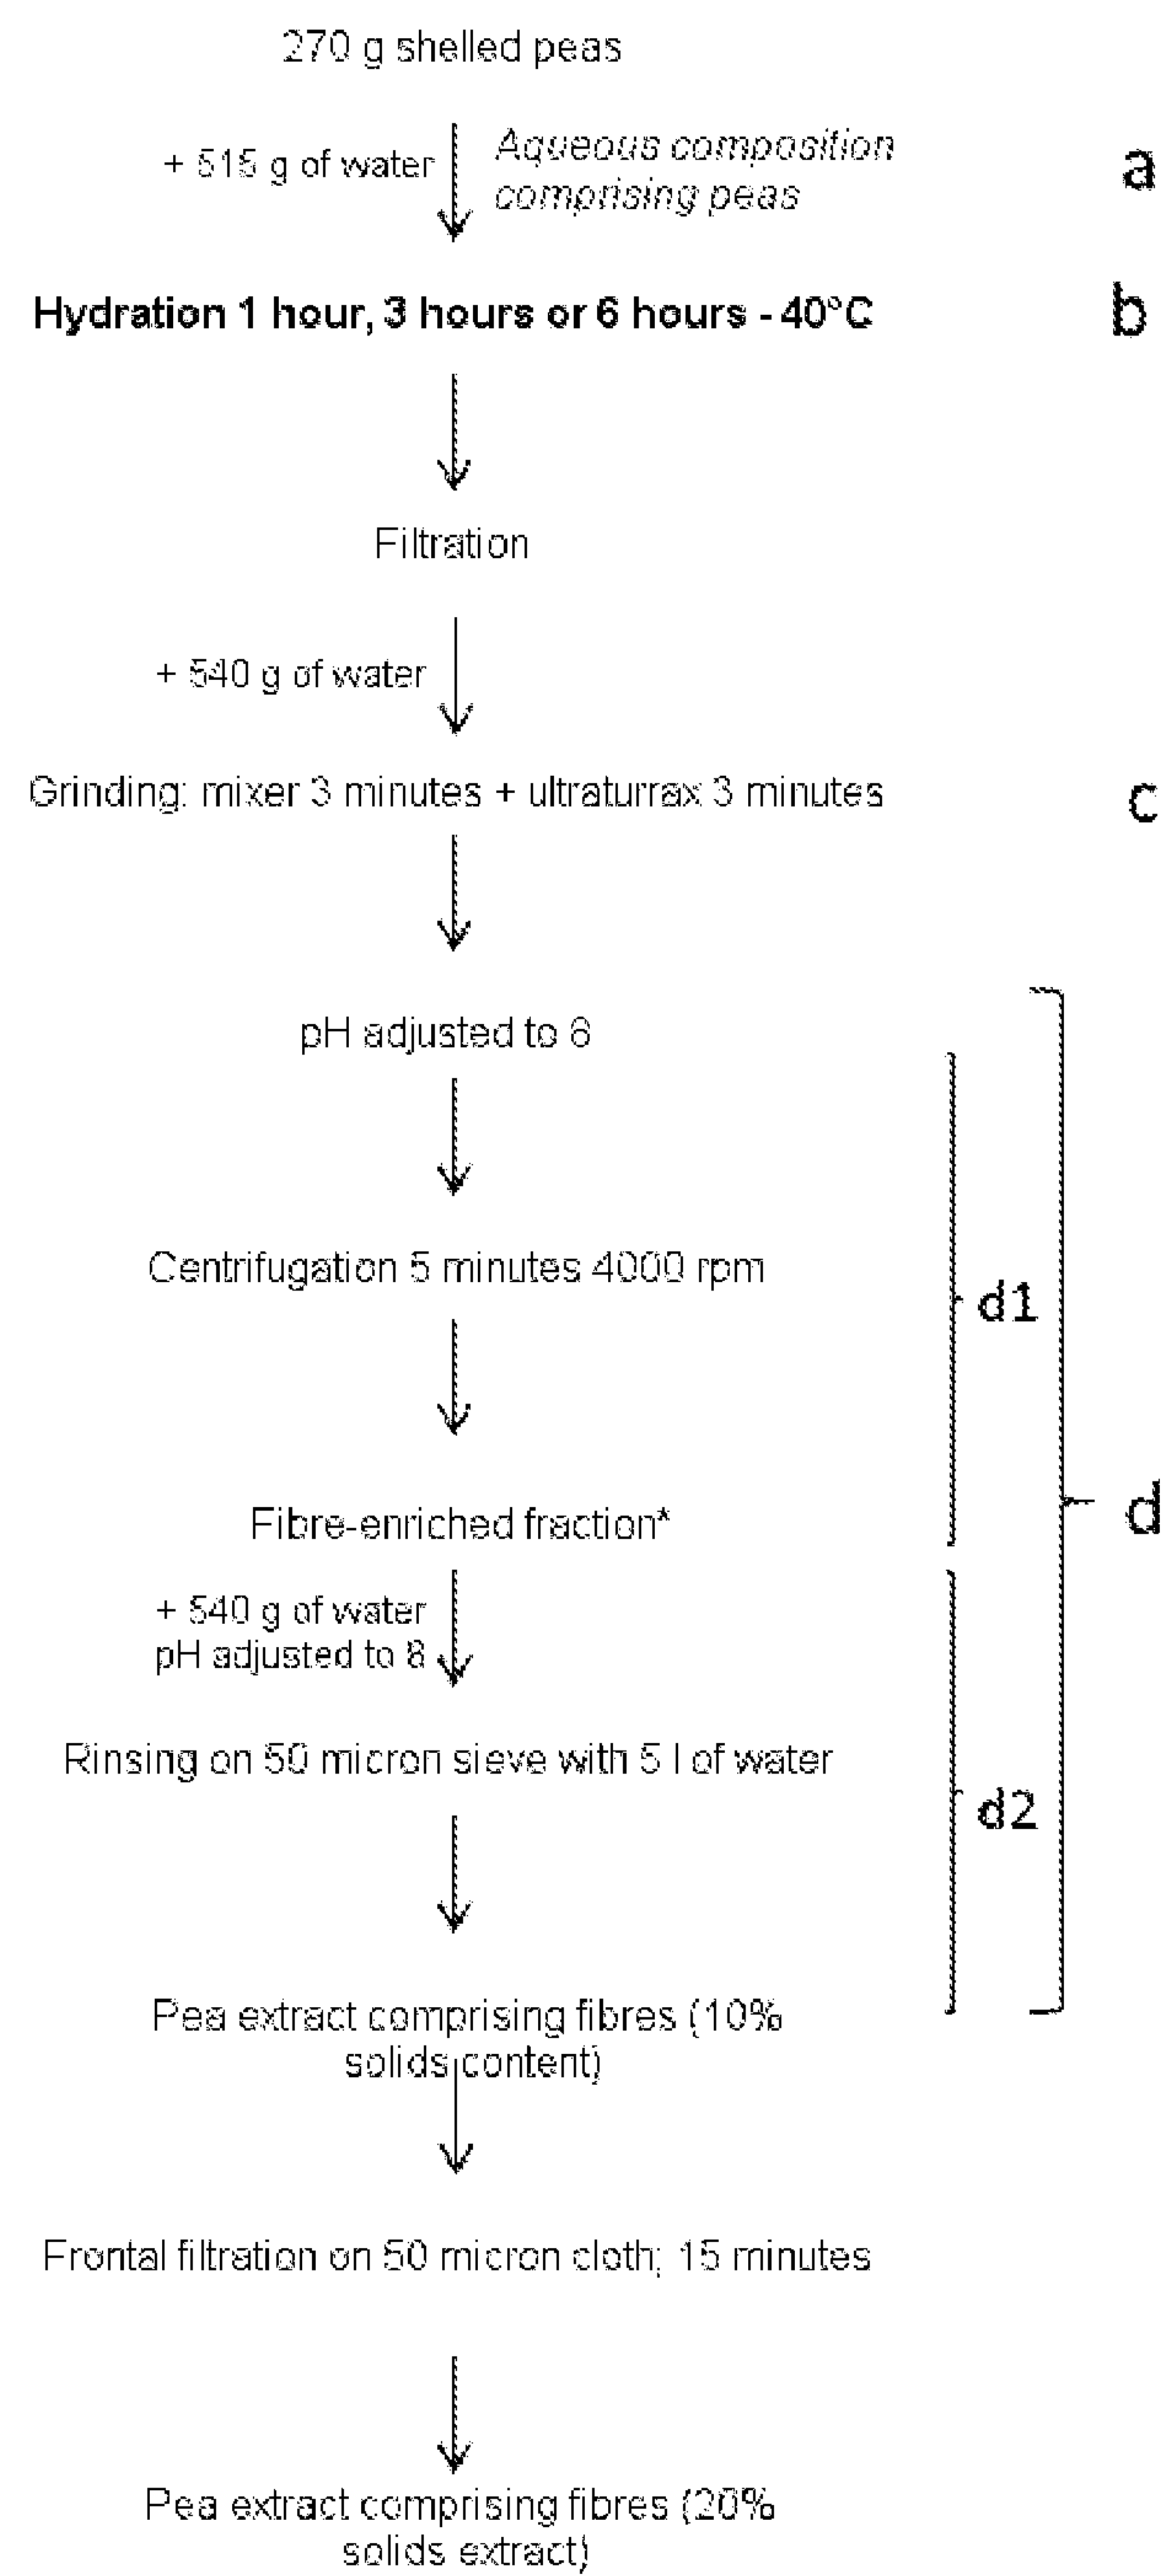 270 g shelled peas
+ 515 g of water
Aqueous composition
comprising peas
a
Hydration 1 hour, 3 hours or 6 hours - 40°C
b
Filtration
+ 540 g of water
Grinding: mixer 3 minutes + ultraturrax 3 minutes
c
pH adjusted to
Centrifugation 5 minutes 4000 rpm
d1
Fibre-enriched fraction*
d
+ 540 g of water
pH adjusted to 8
Rinsing on 50 micron sieve with 5 l of water
d2
Pea extract comprising fibres (10%
solids content)
Frontal filtration on 50 micron cloth; 15 minutes
Pea extract comprising fibres (20%
solids extract)